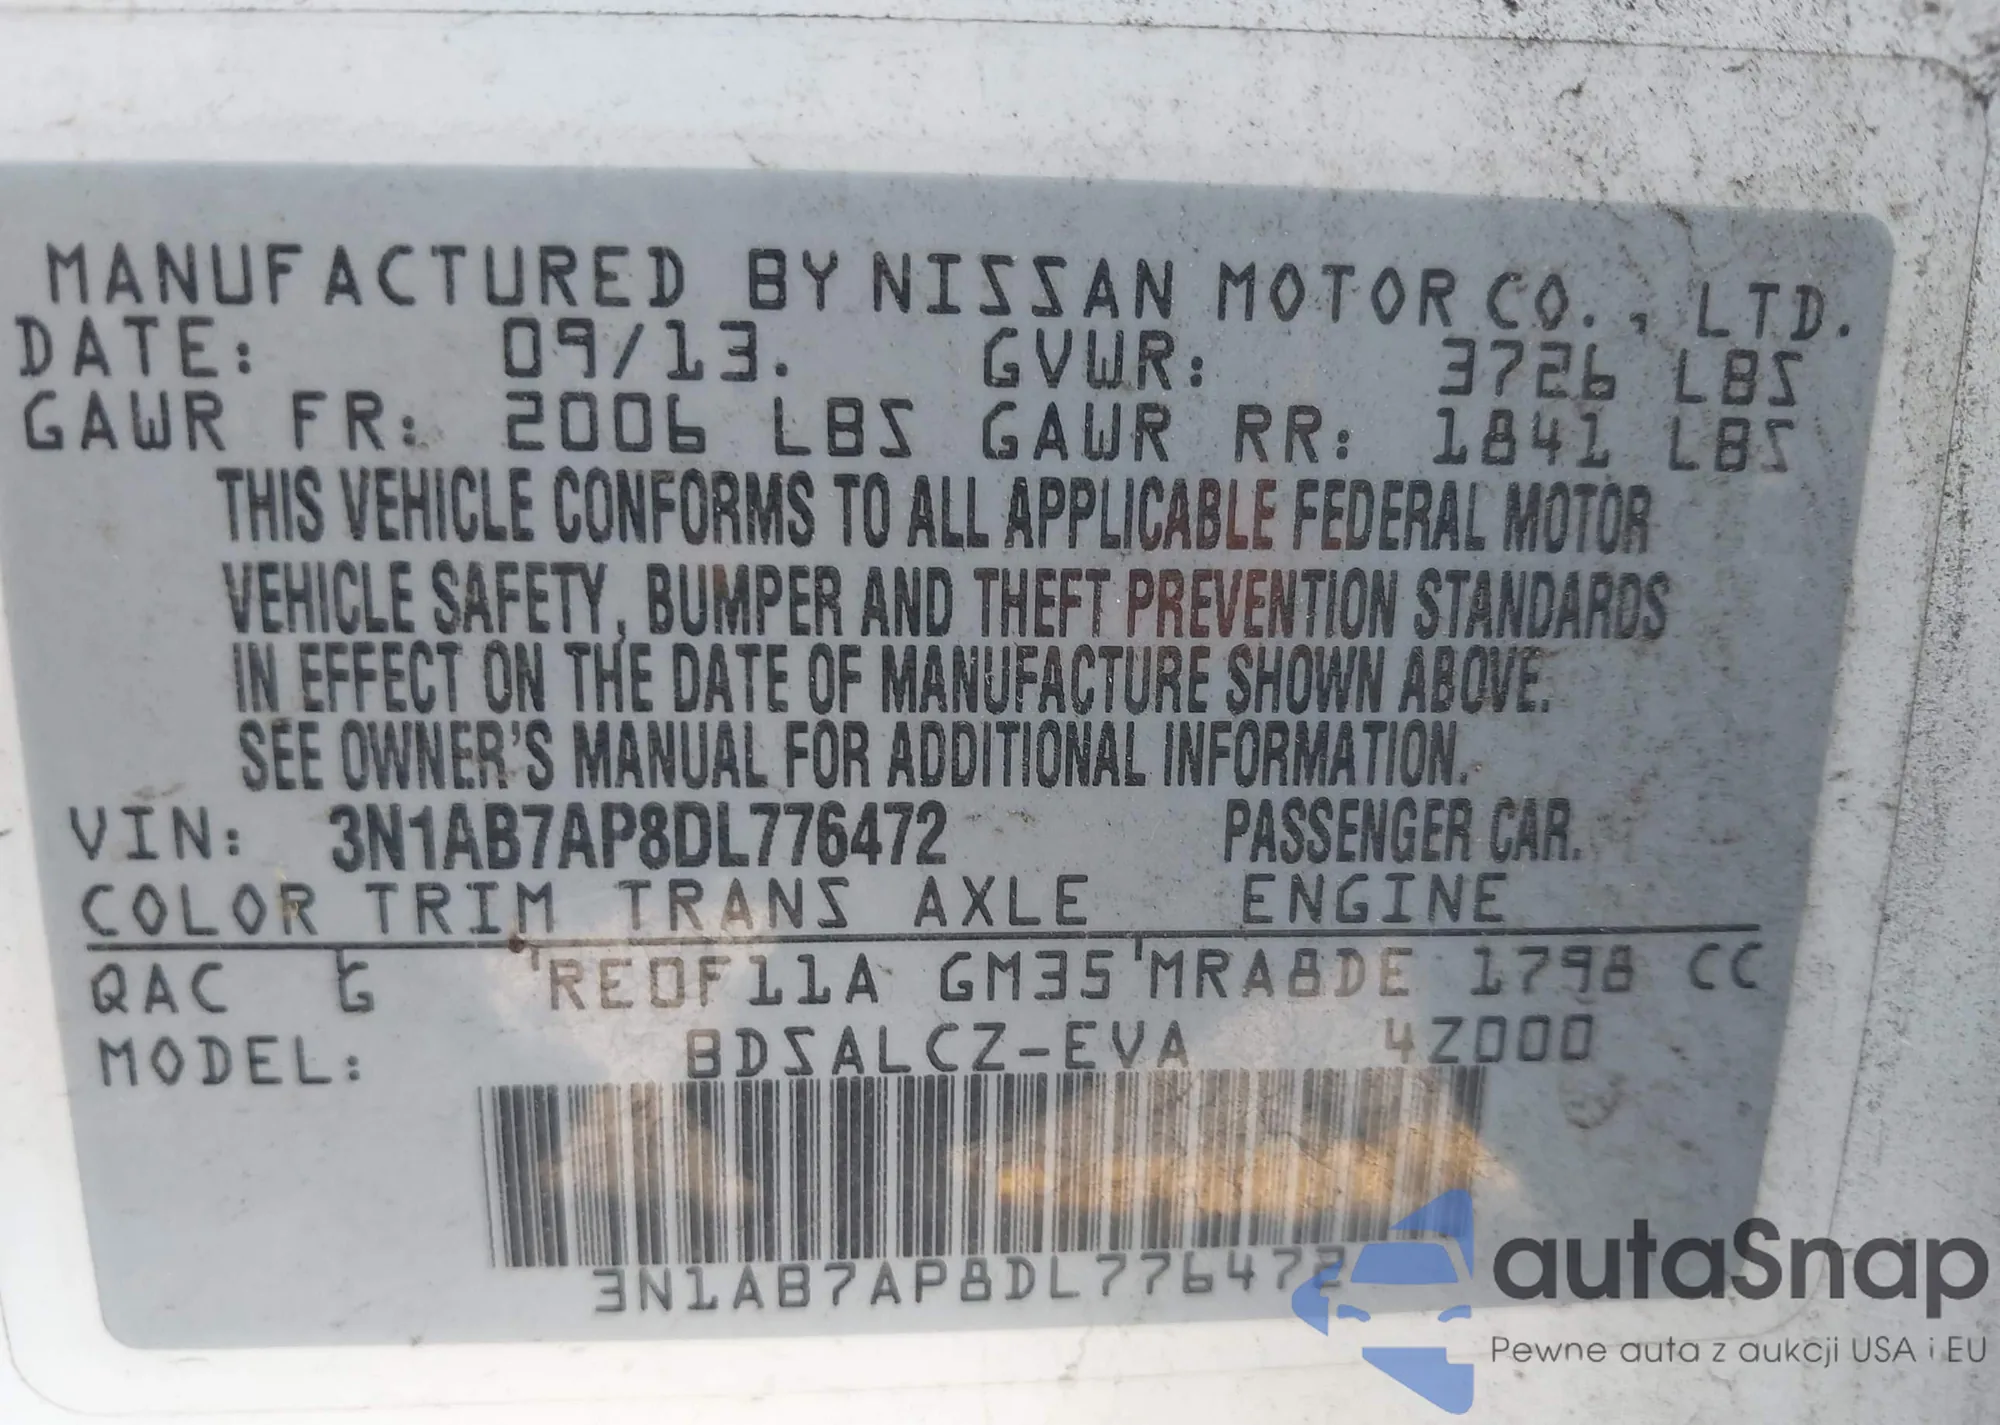 MANUFACTURED BY NISSAN MOTOR CO., LTD.
DATE: 09/13. GVWR: 3726 LBS
GAWR FR: 2006 LBS GAWR RR: 1841 LBS
THIS VEHICLE CONFORMS TO ALL APPLICABLE FEDERAL MOTOR
VEHICLE SAFETY, BUMPER AND THEFT PREVENTION STANDARDS
IN EFFECT ON THE DATE OF MANUFACTURE SHOWN ABOVE.
SEE OWNER'S MANUAL FOR ADDITIONAL INFORMATION.
VIN: 3N1AB7AP8DL776472 PASSENGER CAR.
COLOR TRIM TRANS AXLE ENGINE
QAC G RE0F11A GM35 MRA8DE 1798 CC
MODEL: BDSALCZ-EVA 4Z000
3N1AB7AP8DL776472
autaSnap
Pewne auta z aukcji USA i EU